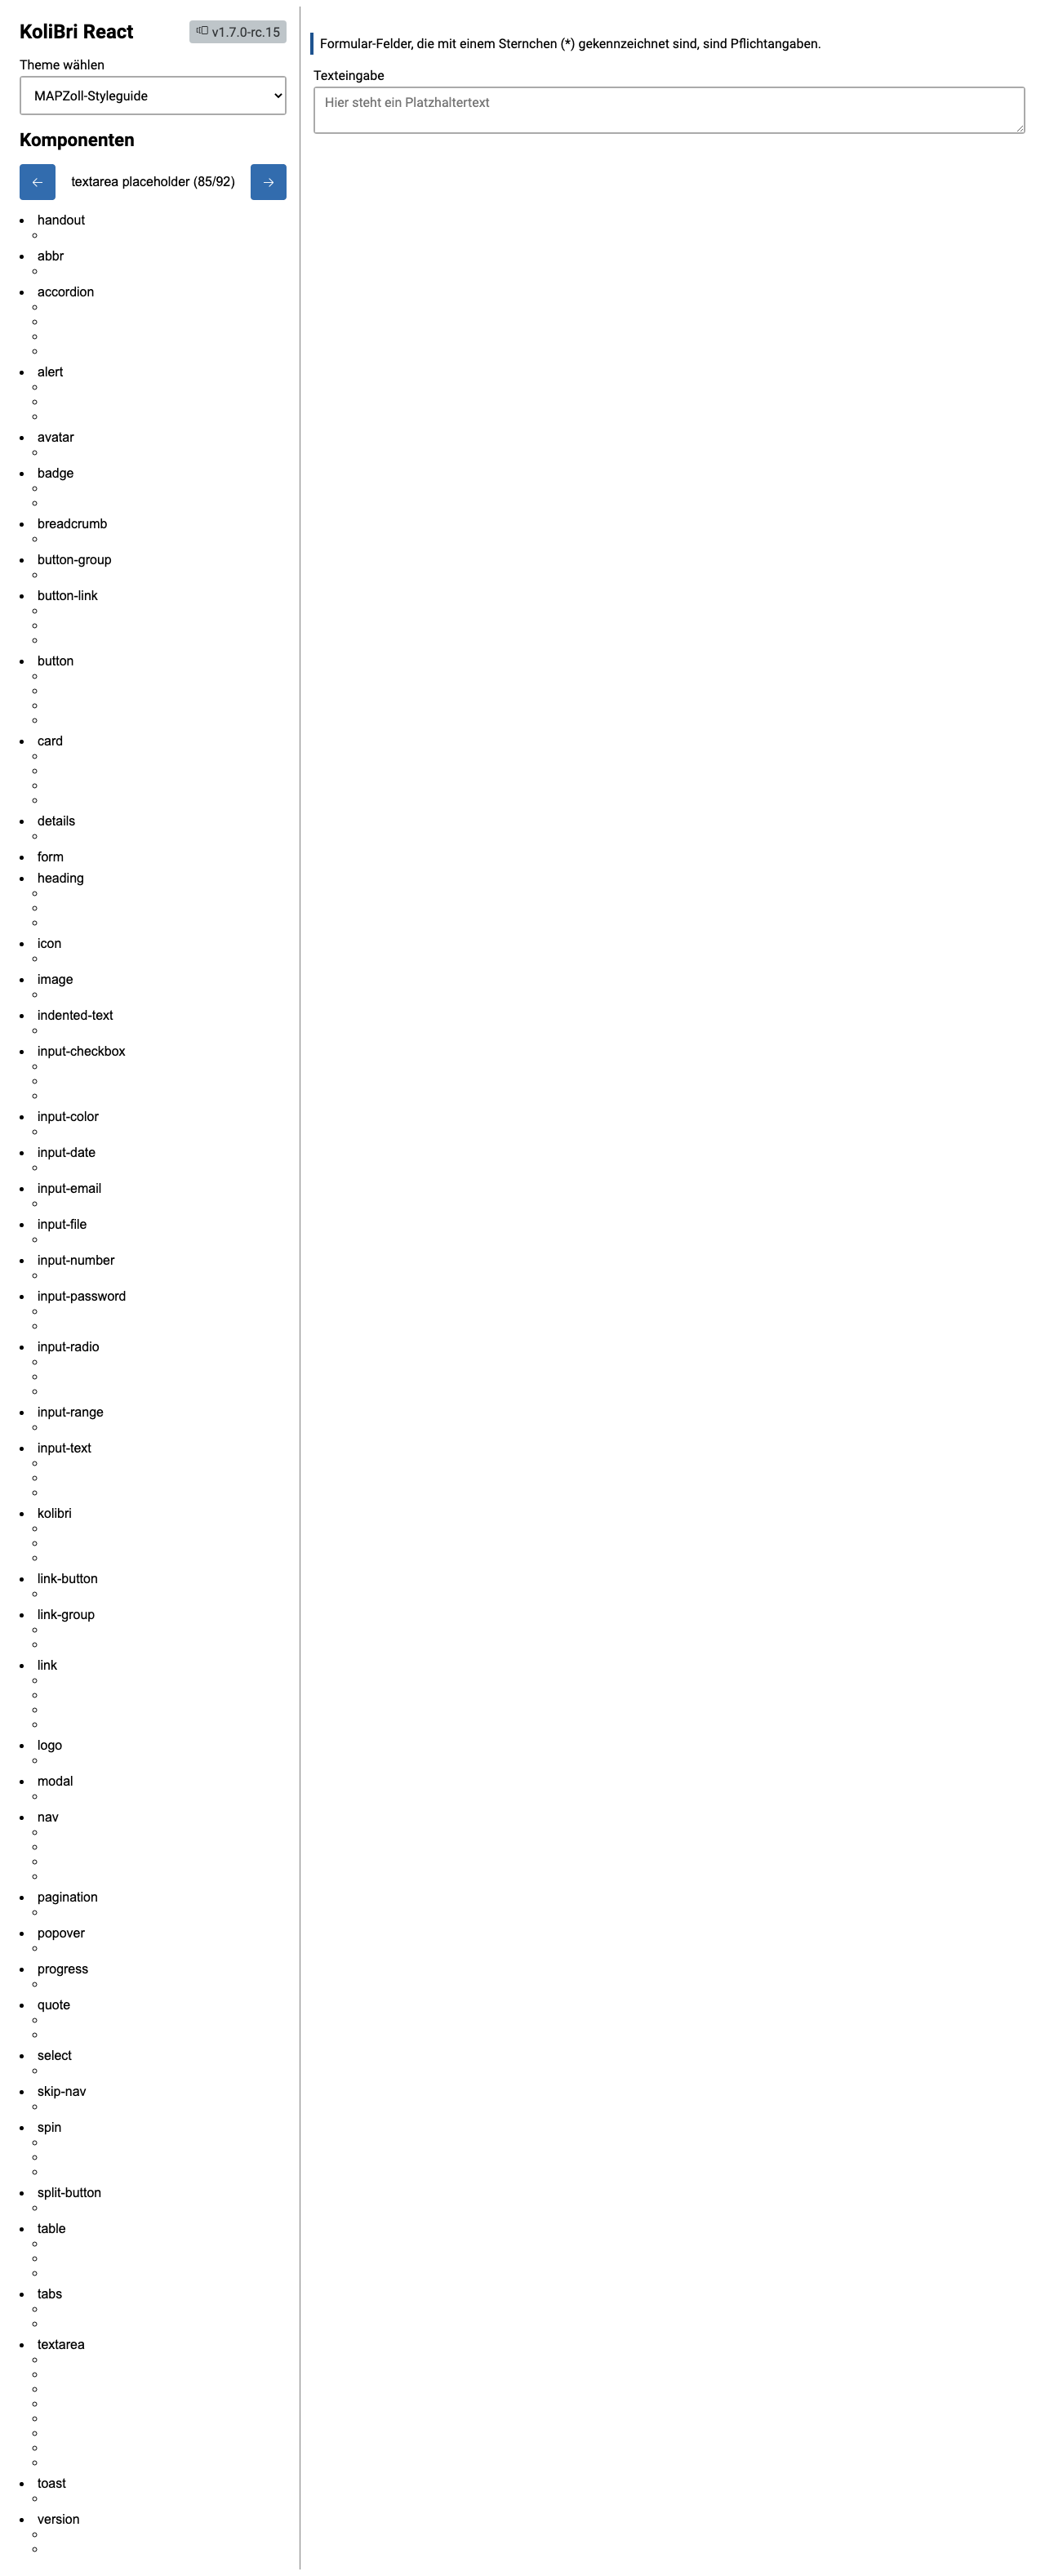 KoliBri React
v1.7.0-rc.15
Theme wählen
MAPZoll-Styleguide
Komponenten
← textarea placeholder (85/92) →
handout
abbr
accordion
alert
avatar
badge
breadcrumb
button-group
button-link
button
card
details
form
heading
icon
image
indented-text
input-checkbox
input-color
input-date
input-email
input-file
input-number
input-password
input-radio
input-range
input-text
kolibri
link-button
link-group
link
logo
modal
nav
pagination
popover
progress
quote
select
skip-nav
spin
split-button
table
tabs
textarea
toast
version
Formular-Felder, die mit einem Sternchen (*) gekennzeichnet sind, sind Pflichtangaben.
Texteingabe
Hier steht ein Platzhaltertext